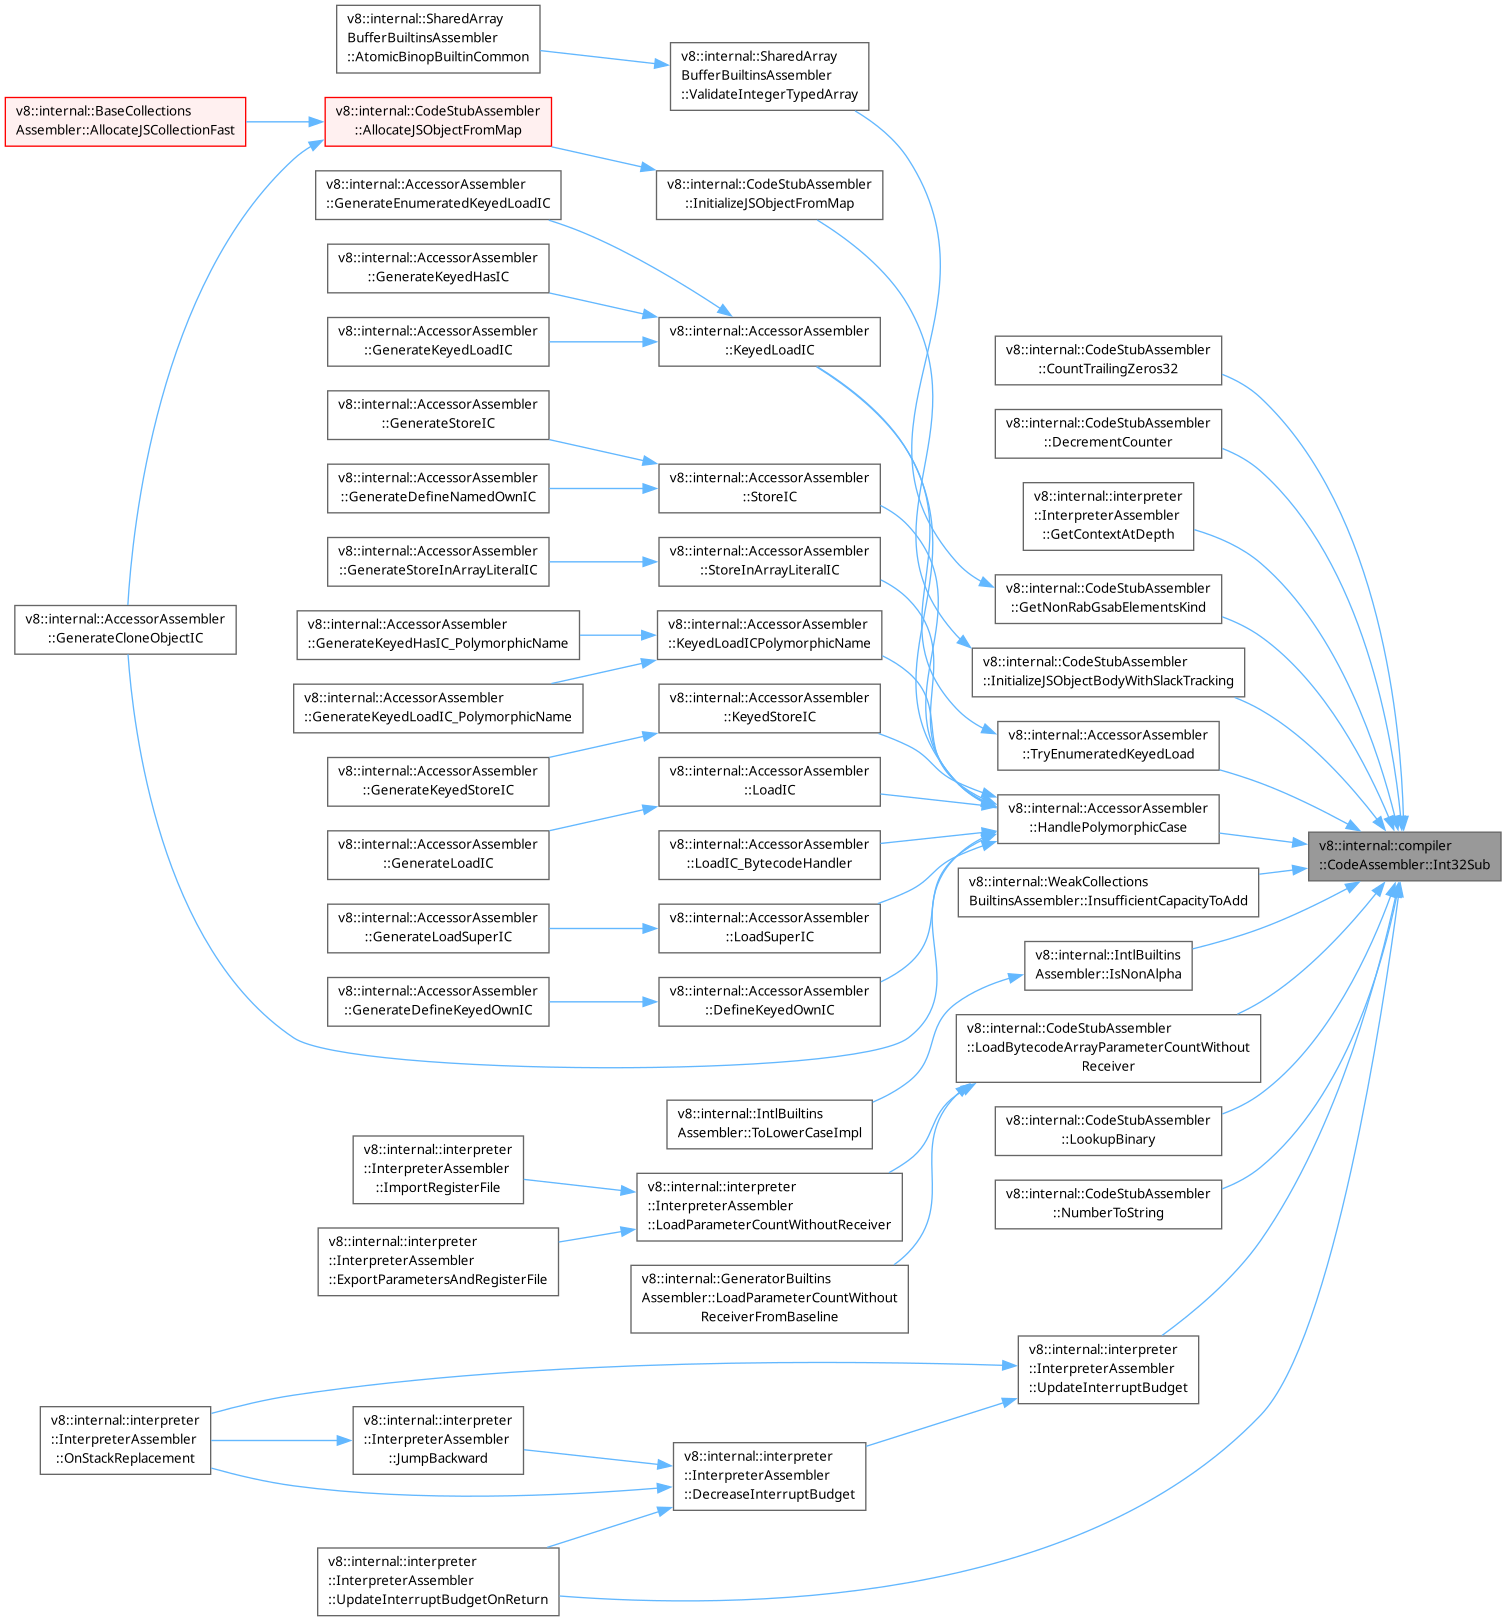 v8::internal::SharedArray
BufferBuiltinsAssembler
::AtomicBinopBuiltinCommon
v8::internal::SharedArray
BufferBuiltinsAssembler
::ValidateIntegerTypedArray
v8::internal::BaseCollections
Assembler::AllocateJSCollectionFast
v8::internal::CodeStubAssembler
::AllocateJSObjectFromMap
v8::internal::AccessorAssembler
::GenerateEnumeratedKeyedLoadIC
v8::internal::CodeStubAssembler
::InitializeJSObjectFromMap
v8::internal::AccessorAssembler
::GenerateKeyedHasIC
v8::internal::AccessorAssembler
::GenerateKeyedLoadIC
v8::internal::AccessorAssembler
::KeyedLoadIC
v8::internal::CodeStubAssembler
::CountTrailingZeros32
v8::internal::AccessorAssembler
::GenerateStoreIC
v8::internal::CodeStubAssembler
::DecrementCounter
v8::internal::AccessorAssembler
::GenerateDefineNamedOwnIC
v8::internal::AccessorAssembler
::StoreIC
v8::internal::interpreter
::InterpreterAssembler
::GetContextAtDepth
v8::internal::AccessorAssembler
::GenerateStoreInArrayLiteralIC
v8::internal::AccessorAssembler
::StoreInArrayLiteralIC
v8::internal::CodeStubAssembler
::GetNonRabGsabElementsKind
v8::internal::AccessorAssembler
::GenerateCloneObjectIC
v8::internal::AccessorAssembler
::GenerateKeyedHasIC_PolymorphicName
v8::internal::AccessorAssembler
::KeyedLoadICPolymorphicName
v8::internal::CodeStubAssembler
::InitializeJSObjectBodyWithSlackTracking
v8::internal::AccessorAssembler
::GenerateKeyedLoadIC_PolymorphicName
v8::internal::AccessorAssembler
::KeyedStoreIC
v8::internal::AccessorAssembler
::TryEnumeratedKeyedLoad
v8::internal::AccessorAssembler
::GenerateKeyedStoreIC
v8::internal::AccessorAssembler
::LoadIC
v8::internal::AccessorAssembler
::HandlePolymorphicCase
v8::internal::AccessorAssembler
::GenerateLoadIC
v8::internal::AccessorAssembler
::LoadIC_BytecodeHandler
v8::internal::compiler
::CodeAssembler::Int32Sub
v8::internal::WeakCollections
BuiltinsAssembler::InsufficientCapacityToAdd
v8::internal::AccessorAssembler
::GenerateLoadSuperIC
v8::internal::AccessorAssembler
::LoadSuperIC
v8::internal::IntlBuiltins
Assembler::IsNonAlpha
v8::internal::AccessorAssembler
::GenerateDefineKeyedOwnIC
v8::internal::AccessorAssembler
::DefineKeyedOwnIC
v8::internal::CodeStubAssembler
::LoadBytecodeArrayParameterCountWithout
Receiver
v8::internal::IntlBuiltins
Assembler::ToLowerCaseImpl
v8::internal::CodeStubAssembler
::LookupBinary
v8::internal::interpreter
::InterpreterAssembler
::ImportRegisterFile
v8::internal::interpreter
::InterpreterAssembler
::LoadParameterCountWithoutReceiver
v8::internal::CodeStubAssembler
::NumberToString
v8::internal::interpreter
::InterpreterAssembler
::ExportParametersAndRegisterFile
v8::internal::GeneratorBuiltins
Assembler::LoadParameterCountWithout
ReceiverFromBaseline
v8::internal::interpreter
::InterpreterAssembler
::UpdateInterruptBudget
v8::internal::interpreter
::InterpreterAssembler
::OnStackReplacement
v8::internal::interpreter
::InterpreterAssembler
::JumpBackward
v8::internal::interpreter
::InterpreterAssembler
::DecreaseInterruptBudget
v8::internal::interpreter
::InterpreterAssembler
::UpdateInterruptBudgetOnReturn